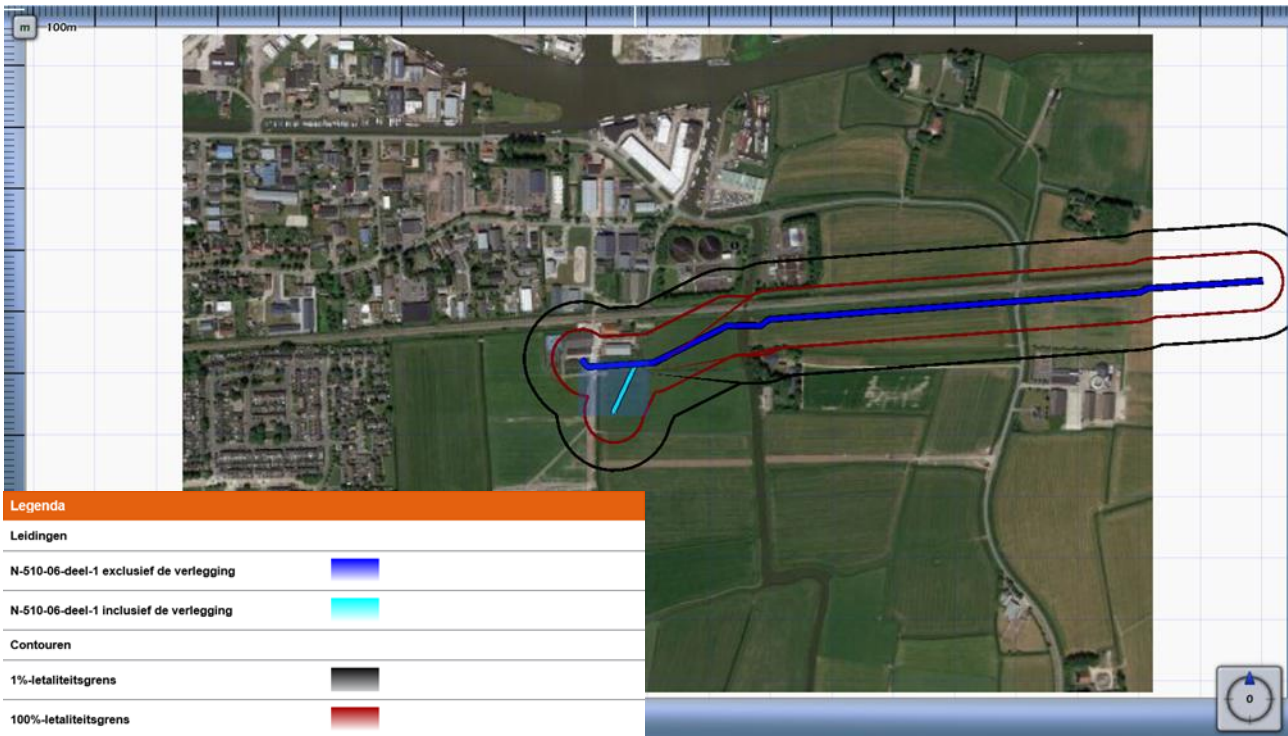 m
100m
Legenda
Leidingen
N-510-06-deel-1 exclusief de verlegging
N-510-06-deel-1 inclusief de verlegging
Contouren
1%-letaliteitsgrens
100%-letaliteitsgrens
0